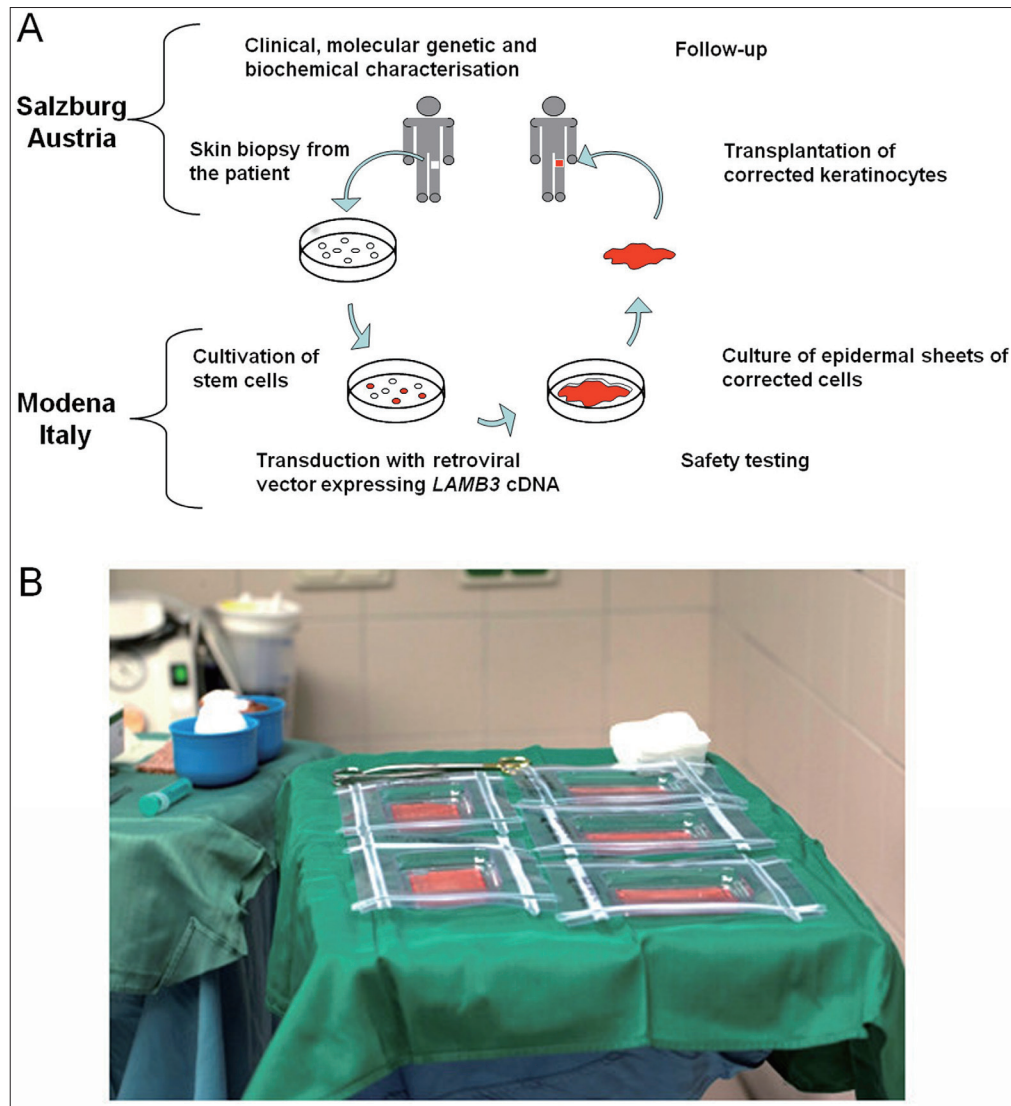 A
Salzburg
Austria
Clinical, molecular genetic and
biochemical characterisation
Follow-up
Skin biopsy from
the patient
Transplantation of
corrected keratinocytes
Modena
Italy
Cultivation of
stem cells
Culture of epidermal sheets of
corrected cells
Transduction with retroviral
vector expressing LAMB3 cDNA
Safety testing
B